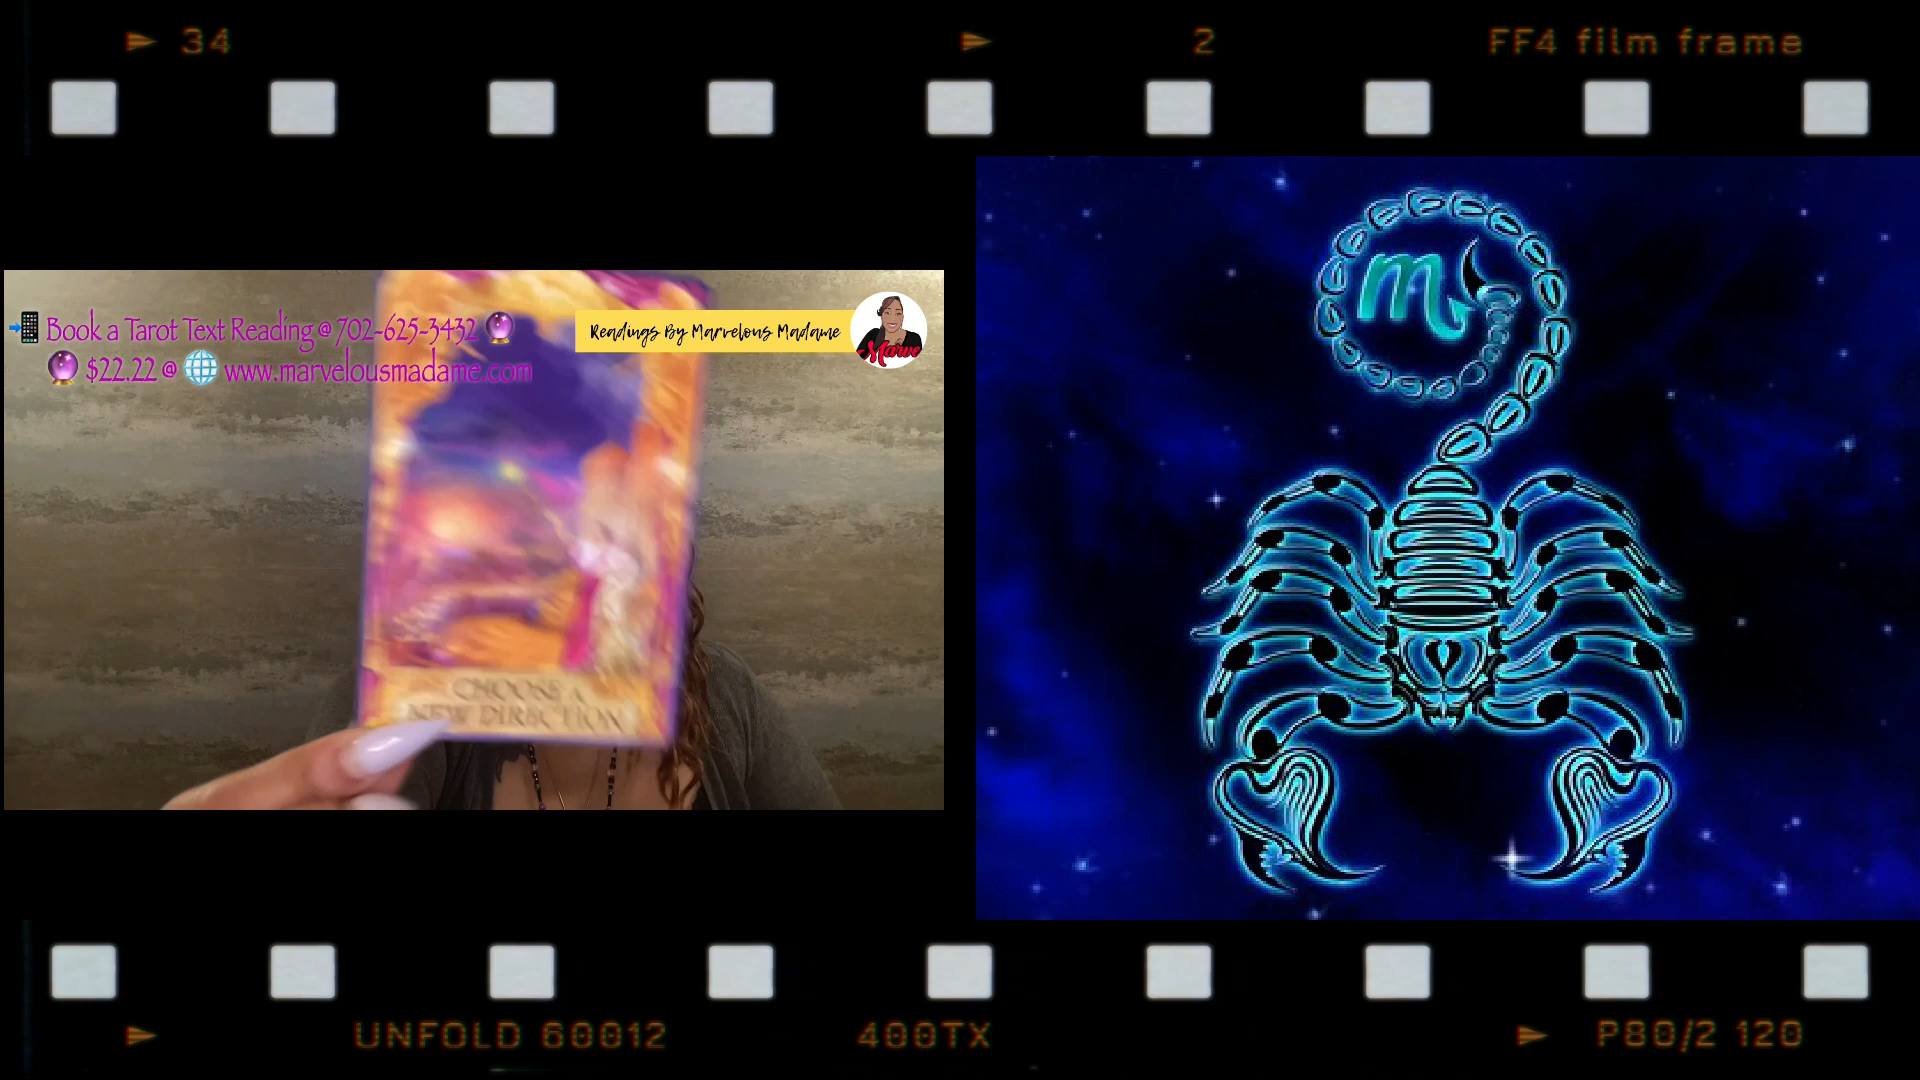 34
2
FF4 film frame
📲 Book a Tarot Text Reading @ 702-625-3432 🔮
🔮 $22.22 @ 🌐 www.marvelousmadame.com
Readings By Marvelous Madame
Marve
CHOOSE A
NEW DIRECTION
UNFOLD 60012
400TX
P80/2 120